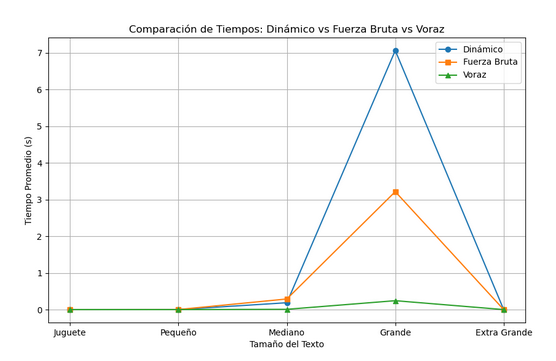 Comparación de Tiempos: Dinámico vs Fuerza Bruta vs Voraz
Dinámico
Fuerza Bruta
Voraz
Tiempo Promedio (s)
7
6
5
4
3
2
1
0
Juguete Pequeño Mediano Grande Extra Grande
Tamaño del Texto